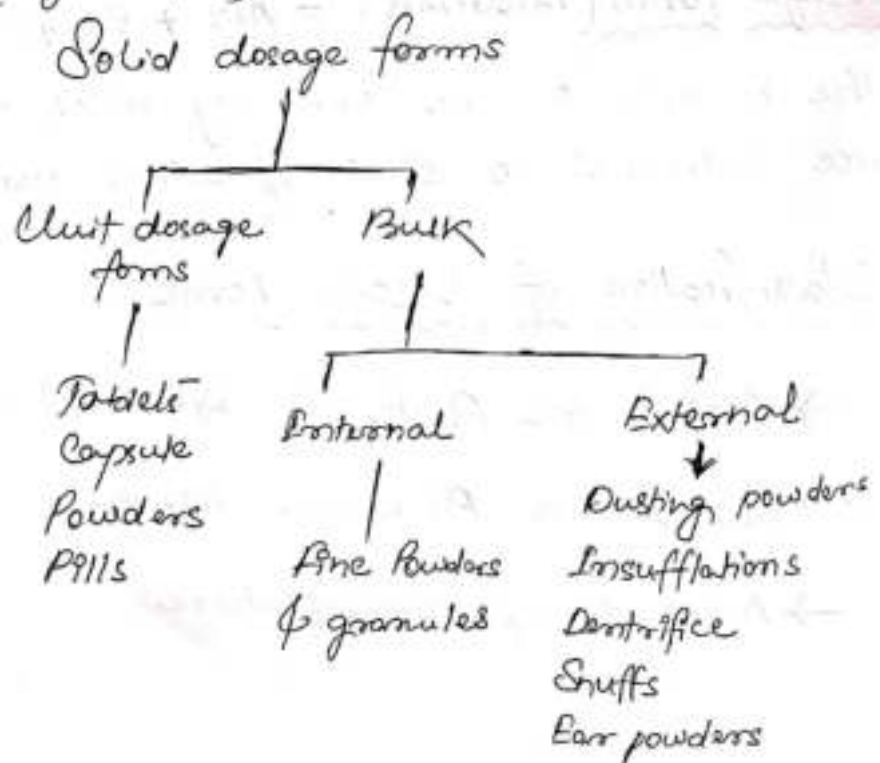 Solid dosage forms
Unit dosage
foms
Bulk
Tablets
Capsule
Powders
Pills
Internal
Fine Powders
& granules
External
Dusting powders
Insufflations
Dentrifice
Snuffs
Ear powders